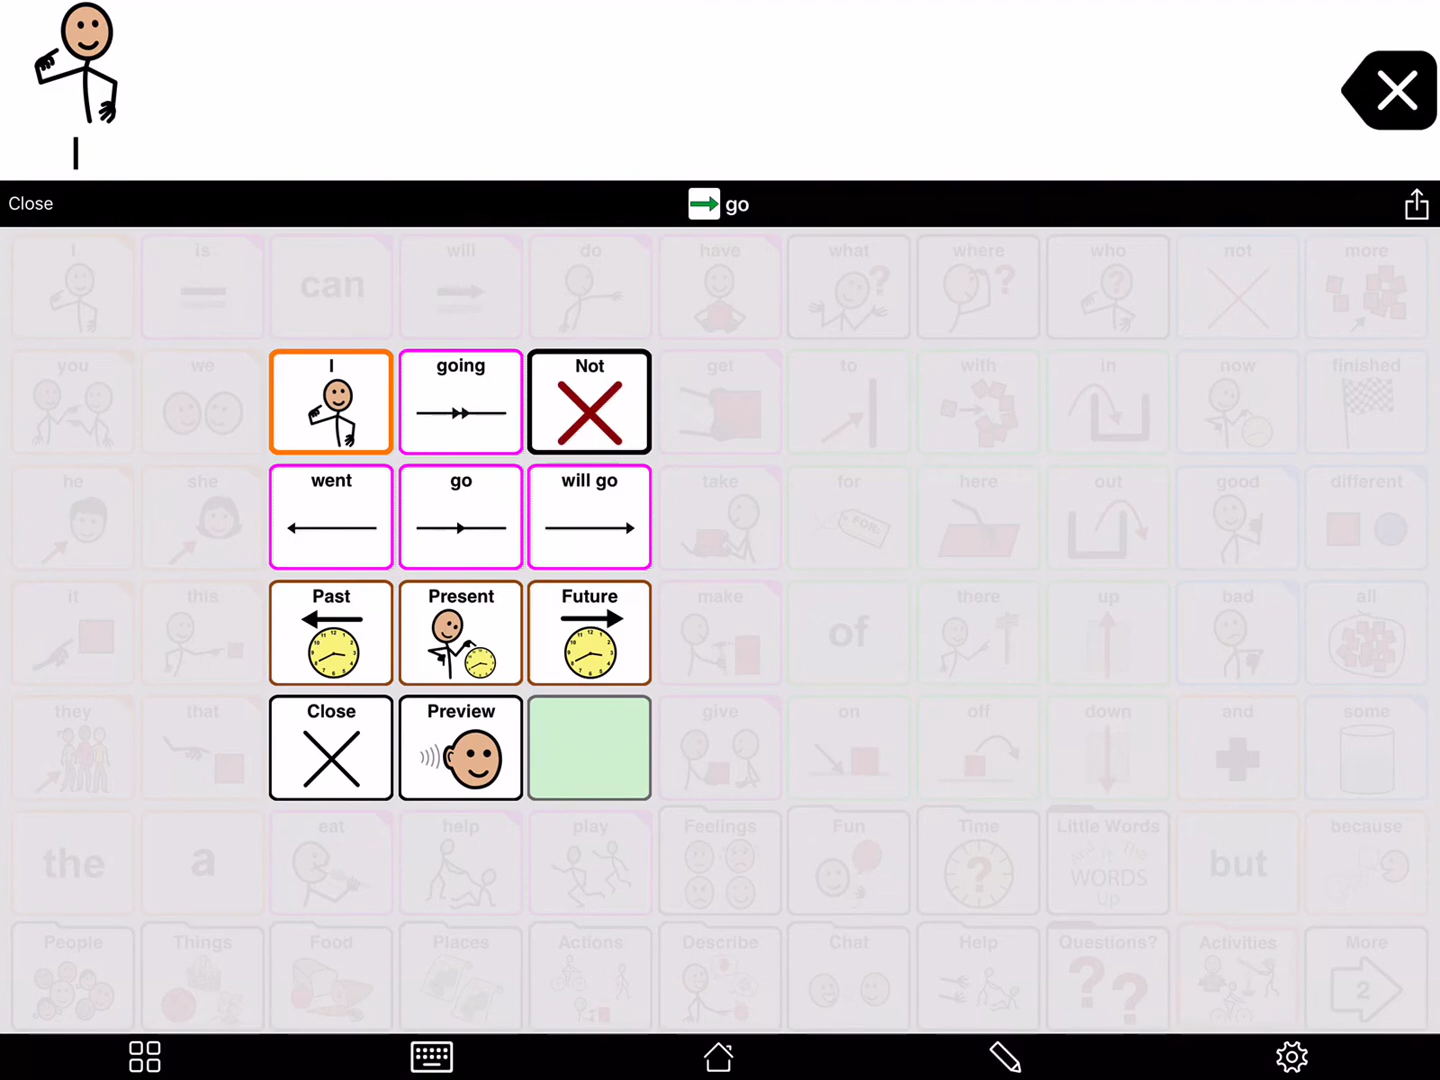 I
Close
go
I is can will do have what where who not more
you we I going Not get to with in now finished
he she went go will go take for here out good different
it this Past Present Future make of there up bad all
they that Close Preview give on off down and some
the a eat help play Feelings Fun Time Little Words but because
WORDS
Up
People Things Food Places Actions Describe Chat Help Questions? Activities More
2